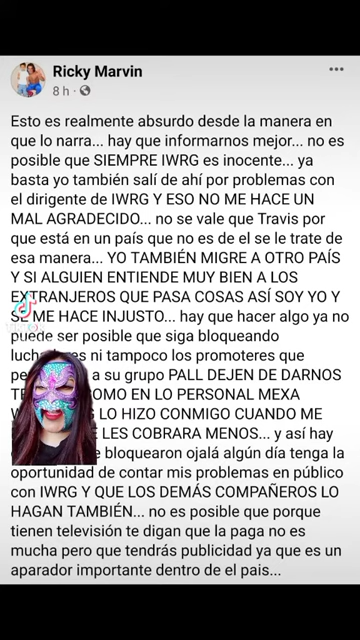 Ricky Marvin
8 h ·
Esto es realmente absurdo desde la manera
en que lo narra... hay que informarnos mejor... no es
posible que SIEMPRE IWRG es inocente... ya
basta yo también salí de ahí por problemas con
el dirigente de IWRG Y ESO NO ME HACE UN
MAL AGRADECIDO... no se vale que Travis por
que está en un país que no es de el se le trate de
esa manera... YO TAMBIÉN MIGRE A OTRO PAÍS
Y SI ALGUIEN ENTIENDE MUY BIEN A LOS
EXTRANJEROS QUE PASA COSAS ASÍ SOY YO Y
SE ME HACE INJUSTO... hay que hacer algo ya no
puede ser posible que siga bloqueando
ni tampoco los promoteres que
a su grupo PALL DEJEN DE DARNOS
COMO EN LO PERSONAL MEXA
LO HIZO CONMIGO CUANDO ME
LES COBRARA MENOS... y así hay
bloquearon ojalá algún día tenga la
oportunidad de contar mis problemas en público
con IWRG Y QUE LOS DEMÁS COMPAÑEROS LO
HAGAN TAMBIÉN... no es posible que porque
tienen televisión te digan que la paga no es
mucha pero que tendrás publicidad ya que es un
aparador importante dentro de el pais...